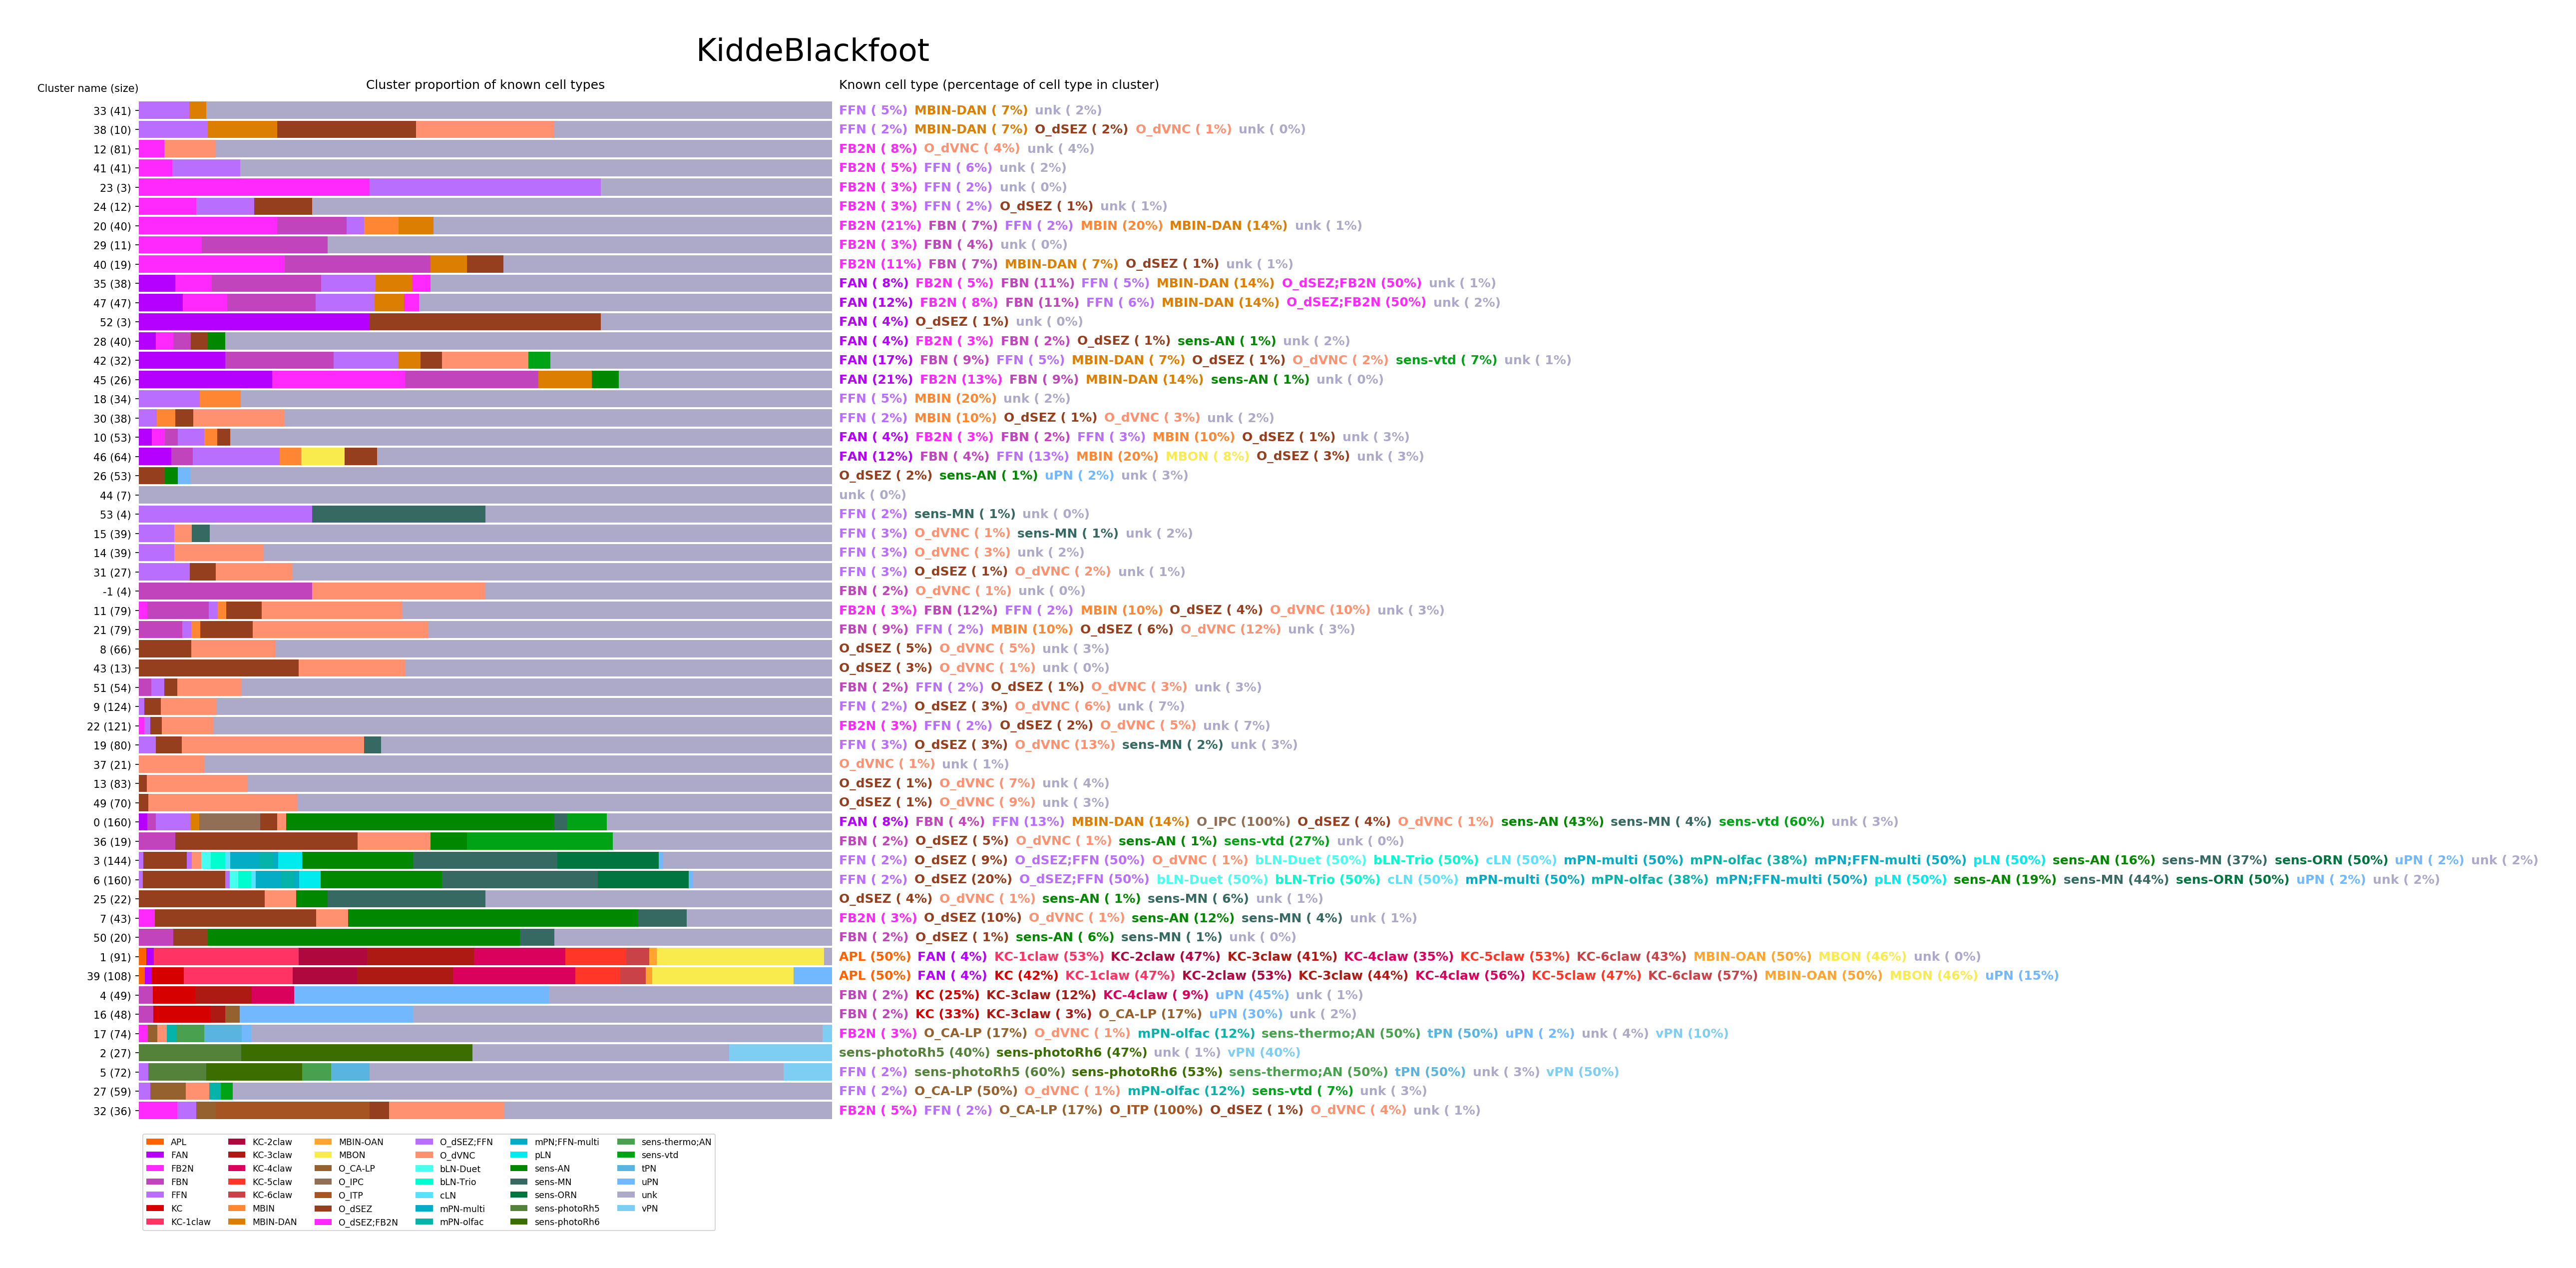 KiddeBlackfoot
Cluster name (size) Cluster proportion of known cell types Known cell type (percentage of cell type in cluster)
33 (41) FFN ( 5%) MBIN-DAN ( 7%) unk ( 2%)
38 (10) FFN ( 2%) MBIN-DAN ( 7%) O_dSEZ ( 2%) O_dVNC ( 1%) unk ( 0%)
12 (81) FB2N ( 8%) O_dVNC ( 4%) unk ( 4%)
41 (41) FB2N ( 5%) FFN ( 6%) unk ( 2%)
23 (3) FB2N ( 3%) FFN ( 2%) unk ( 0%)
24 (12) FB2N ( 3%) FFN ( 2%) O_dSEZ ( 1%) unk ( 1%)
20 (40) FB2N (21%) FBN ( 7%) FFN ( 2%) MBIN (20%) MBIN-DAN (14%) unk ( 1%)
29 (11) FB2N ( 3%) FBN ( 4%) unk ( 0%)
40 (19) FB2N (11%) FBN ( 7%) MBIN-DAN ( 7%) O_dSEZ ( 1%) unk ( 1%)
35 (38) FAN ( 8%) FB2N ( 5%) FBN (11%) FFN ( 5%) MBIN-DAN (14%) O_dSEZ;FB2N (50%) unk ( 1%)
47 (47) FAN (12%) FB2N ( 8%) FBN (11%) FFN ( 6%) MBIN-DAN (14%) O_dSEZ;FB2N (50%) unk ( 2%)
52 (3) FAN ( 4%) O_dSEZ ( 1%) unk ( 0%)
28 (40) FAN ( 4%) FB2N ( 3%) FBN ( 2%) O_dSEZ ( 1%) sens-AN ( 1%) unk ( 2%)
42 (32) FAN (17%) FBN ( 9%) FFN ( 5%) MBIN-DAN ( 7%) O_dSEZ ( 1%) O_dVNC ( 2%) sens-vtd ( 7%) unk ( 1%)
45 (26) FAN (21%) FB2N (13%) FBN ( 9%) MBIN-DAN (14%) sens-AN ( 1%) unk ( 0%)
18 (34) FFN ( 5%) MBIN (20%) unk ( 2%)
30 (38) FFN ( 2%) MBIN (10%) O_dSEZ ( 1%) O_dVNC ( 3%) unk ( 2%)
10 (53) FAN ( 4%) FB2N ( 3%) FBN ( 2%) FFN ( 3%) MBIN (10%) O_dSEZ ( 1%) unk ( 3%)
46 (64) FAN (12%) FBN ( 4%) FFN (13%) MBIN (20%) MBON ( 8%) O_dSEZ ( 3%) unk ( 3%)
26 (53) O_dSEZ ( 2%) sens-AN ( 1%) uPN ( 2%) unk ( 3%)
44 (7) unk ( 0%)
53 (4) FFN ( 2%) sens-MN ( 1%) unk ( 0%)
15 (39) FFN ( 3%) O_dVNC ( 1%) sens-MN ( 1%) unk ( 2%)
14 (39) FFN ( 3%) O_dVNC ( 3%) unk ( 2%)
31 (27) FFN ( 3%) O_dSEZ ( 1%) O_dVNC ( 2%) unk ( 1%)
-1 (4) FBN ( 2%) O_dVNC ( 1%) unk ( 0%)
11 (79) FB2N ( 3%) FBN (12%) FFN ( 2%) MBIN (10%) O_dSEZ ( 4%) O_dVNC (10%) unk ( 3%)
21 (79) FBN ( 9%) FFN ( 2%) MBIN (10%) O_dSEZ ( 6%) O_dVNC (12%) unk ( 3%)
8 (66) O_dSEZ ( 5%) O_dVNC ( 5%) unk ( 3%)
43 (13) O_dSEZ ( 3%) O_dVNC ( 1%) unk ( 0%)
51 (54) FBN ( 2%) FFN ( 2%) O_dSEZ ( 1%) O_dVNC ( 3%) unk ( 3%)
9 (124) FFN ( 2%) O_dSEZ ( 3%) O_dVNC ( 6%) unk ( 7%)
22 (121) FB2N ( 3%) FFN ( 2%) O_dSEZ ( 2%) O_dVNC ( 5%) unk ( 7%)
19 (80) FFN ( 3%) O_dSEZ ( 3%) O_dVNC (13%) sens-MN ( 2%) unk ( 3%)
37 (21) O_dVNC ( 1%) unk ( 1%)
13 (83) O_dSEZ ( 1%) O_dVNC ( 7%) unk ( 4%)
49 (70) O_dSEZ ( 1%) O_dVNC ( 9%) unk ( 3%)
0 (160) FAN ( 8%) FBN ( 4%) FFN (13%) MBIN-DAN (14%) O_IPC (100%) O_dSEZ ( 4%) O_dVNC ( 1%) sens-AN (43%) sens-MN ( 4%) sens-vtd (60%) unk ( 3%)
36 (19) FBN ( 2%) O_dSEZ ( 5%) O_dVNC ( 1%) sens-AN ( 1%) sens-vtd (27%) unk ( 0%)
3 (144) FFN ( 2%) O_dSEZ ( 9%) O_dSEZ;FFN (50%) O_dVNC ( 1%) bLN-Duet (50%) bLN-Trio (50%) cLN (50%) mPN-multi (50%) mPN-olfac (38%) mPN;FFN-multi (50%) pLN (50%) sens-AN (16%) sens-MN (37%) sens-ORN (50%) uPN ( 2%) unk ( 2%)
6 (160) FFN ( 2%) O_dSEZ (20%) O_dSEZ;FFN (50%) bLN-Duet (50%) bLN-Trio (50%) cLN (50%) mPN-multi (50%) mPN-olfac (38%) mPN;FFN-multi (50%) pLN (50%) sens-AN (19%) sens-MN (44%) sens-ORN (50%) uPN ( 2%) unk ( 2%)
25 (22) O_dSEZ ( 4%) O_dVNC ( 1%) sens-AN ( 1%) sens-MN ( 6%) unk ( 1%)
7 (43) FB2N ( 3%) O_dSEZ (10%) O_dVNC ( 1%) sens-AN (12%) sens-MN ( 4%) unk ( 1%)
50 (20) FBN ( 2%) O_dSEZ ( 1%) sens-AN ( 6%) sens-MN ( 1%) unk ( 0%)
1 (91) APL (50%) FAN ( 4%) KC-1claw (53%) KC-2claw (47%) KC-3claw (41%) KC-4claw (35%) KC-5claw (53%) KC-6claw (43%) MBIN-OAN (50%) MBON (46%) unk ( 0%)
39 (108) APL (50%) FAN ( 4%) KC (42%) KC-1claw (47%) KC-2claw (53%) KC-3claw (44%) KC-4claw (56%) KC-5claw (47%) KC-6claw (57%) MBIN-OAN (50%) MBON (46%) uPN (15%)
4 (49) FBN ( 2%) KC (25%) KC-3claw (12%) KC-4claw ( 9%) uPN (45%) unk ( 1%)
16 (48) FBN ( 2%) KC (33%) KC-3claw ( 3%) O_CA-LP (17%) uPN (30%) unk ( 2%)
17 (74) FB2N ( 3%) O_CA-LP (17%) O_dVNC ( 1%) mPN-olfac (12%) sens-thermo;AN (50%) tPN (50%) uPN ( 2%) unk ( 4%) vPN (10%)
2 (27) sens-photoRh5 (40%) sens-photoRh6 (47%) unk ( 1%) vPN (40%)
5 (72) FFN ( 2%) sens-photoRh5 (60%) sens-photoRh6 (53%) sens-thermo;AN (50%) tPN (50%) unk ( 3%) vPN (50%)
27 (59) FFN ( 2%) O_CA-LP (50%) O_dVNC ( 1%) mPN-olfac (12%) sens-vtd ( 7%) unk ( 3%)
32 (36) FB2N ( 5%) FFN ( 2%) O_CA-LP (17%) O_ITP (100%) O_dSEZ ( 1%) O_dVNC ( 4%) unk ( 1%)
APL KC-2claw MBIN-OAN O_dSEZ;FFN mPN;FFN-multi sens-thermo;AN
FAN KC-3claw MBON O_dVNC pLN sens-vtd
FB2N KC-4claw O_CA-LP bLN-Duet sens-AN tPN
FBN KC-5claw O_IPC bLN-Trio sens-MN uPN
FFN KC-6claw O_ITP cLN sens-ORN unk
KC MBIN O_dSEZ mPN-multi sens-photoRh5 vPN
KC-1claw MBIN-DAN O_dSEZ;FB2N mPN-olfac sens-photoRh6